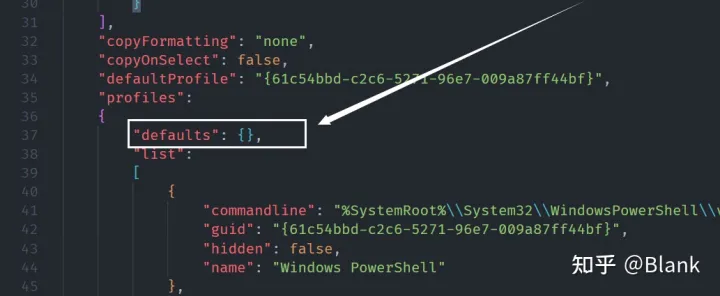 30 }
31 ],
32 "copyFormatting": "none",
33 "copyOnSelect": false,
34 "defaultProfile": "{61c54bbd-c2c6-5271-96e7-009a87ff44bf}",
35 "profiles":
36 {
37 "defaults": {},
38 "list":
39 [
40 {
41 "commandline": "%SystemRoot%\\System32\\WindowsPowerShell\\
42 "guid": "{61c54bbd-c2c6-5271-96e7-009a87ff44bf}",
43 "hidden": false,
44 "name": "Windows PowerShell"
45 },
知乎 @Blank